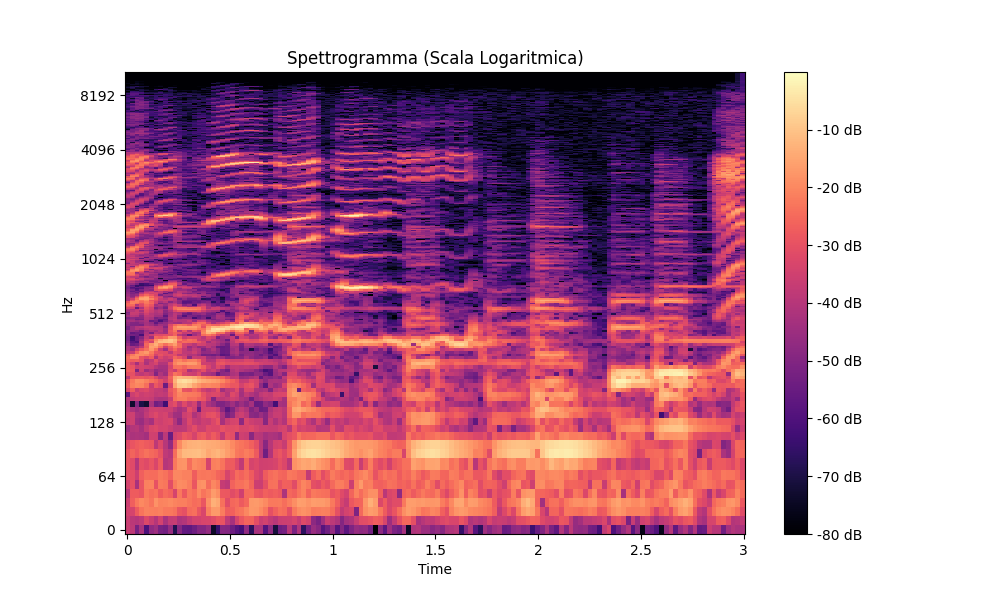 Spettrogramma (Scala Logaritmica)
Hz
8192
4096
2048
1024
512
256
128
64
0
0 0.5 1 1.5 2 2.5 3
Time
-10 dB
-20 dB
-30 dB
-40 dB
-50 dB
-60 dB
-70 dB
-80 dB